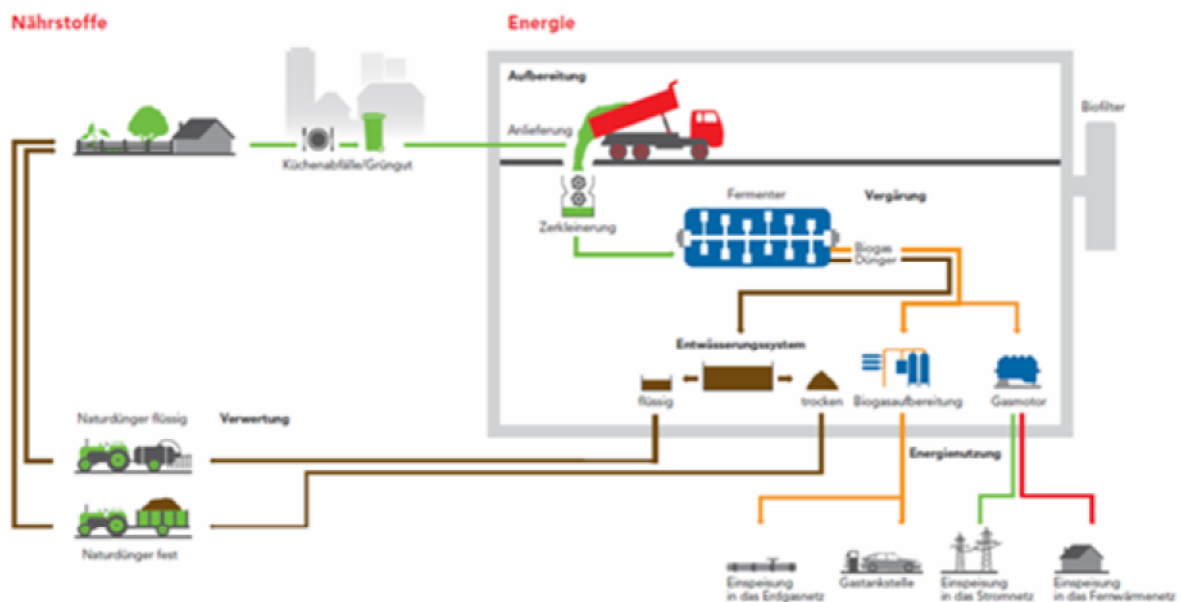 Nährstoffe
Energie
Aufbereitung
Anlieferung
Biofilter
Küchenabfälle/Grüngut
Zerkleinerung
Fermenter
Vergärung
Biogas
Dünger
Entwässerungssystem
flüssig
trocken
Biogasaufbereitung
Gasmotor
Naturdünger flüssig
Verwertung
Energienutzung
Naturdünger fest
Einspeisung
in das Erdgasnetz
Gastankstelle
Einspeisung
in das Stromnetz
Einspeisung
in das Fernwärmenetz